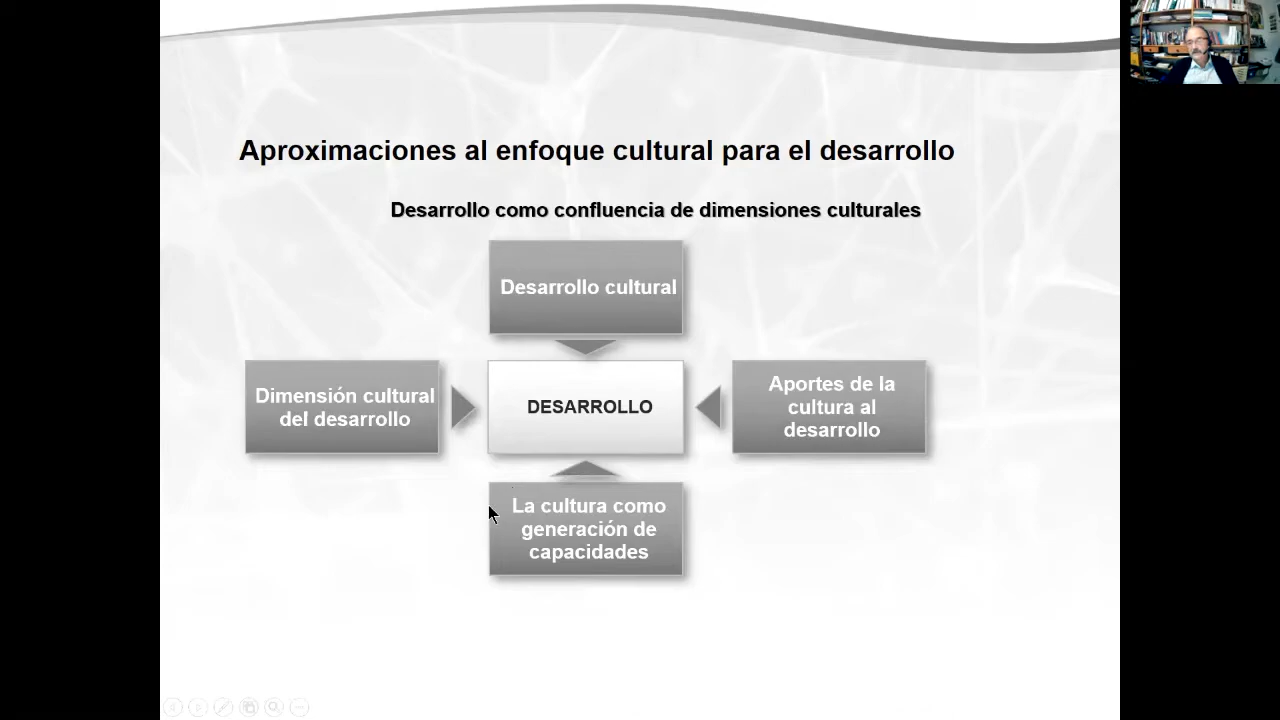 Aproximaciones al enfoque cultural para el desarrollo
Desarrollo como confluencia de dimensiones culturales
Desarrollo cultural
Dimensión cultural
del desarrollo
DESARROLLO
Aportes de la
cultura al
desarrollo
La cultura como
generación de
capacidades